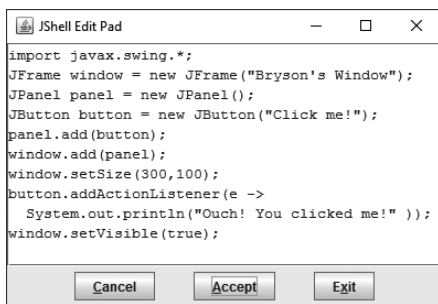 JShell Edit Pad
import javax.swing.*;
JFrame window = new JFrame("Bryson's Window");
JPanel panel = new JPanel();
JButton button = new JButton("Click me!");
panel.add(button);
window.add(panel);
window.setSize(300,100);
button.addActionListener(e ->
  System.out.println("Ouch! You clicked me!" ));
window.setVisible(true);
Cancel Accept Exit